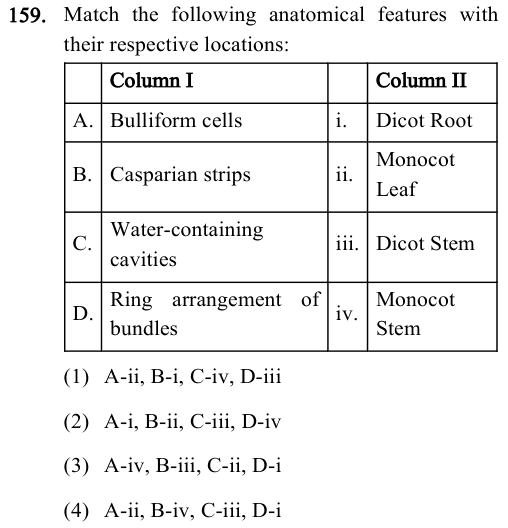 159. Match the following anatomical features with
their respective locations:
Column I Column II
A. Bulliform cells i. Dicot Root
B. Casparian strips ii. Monocot
Leaf
C. Water-containing
cavities iii. Dicot Stem
D. Ring arrangement of
bundles iv. Monocot
Stem
(1) A-ii, B-i, C-iv, D-iii
(2) A-i, B-ii, C-iii, D-iv
(3) A-iv, B-iii, C-ii, D-i
(4) A-ii, B-iv, C-iii, D-i